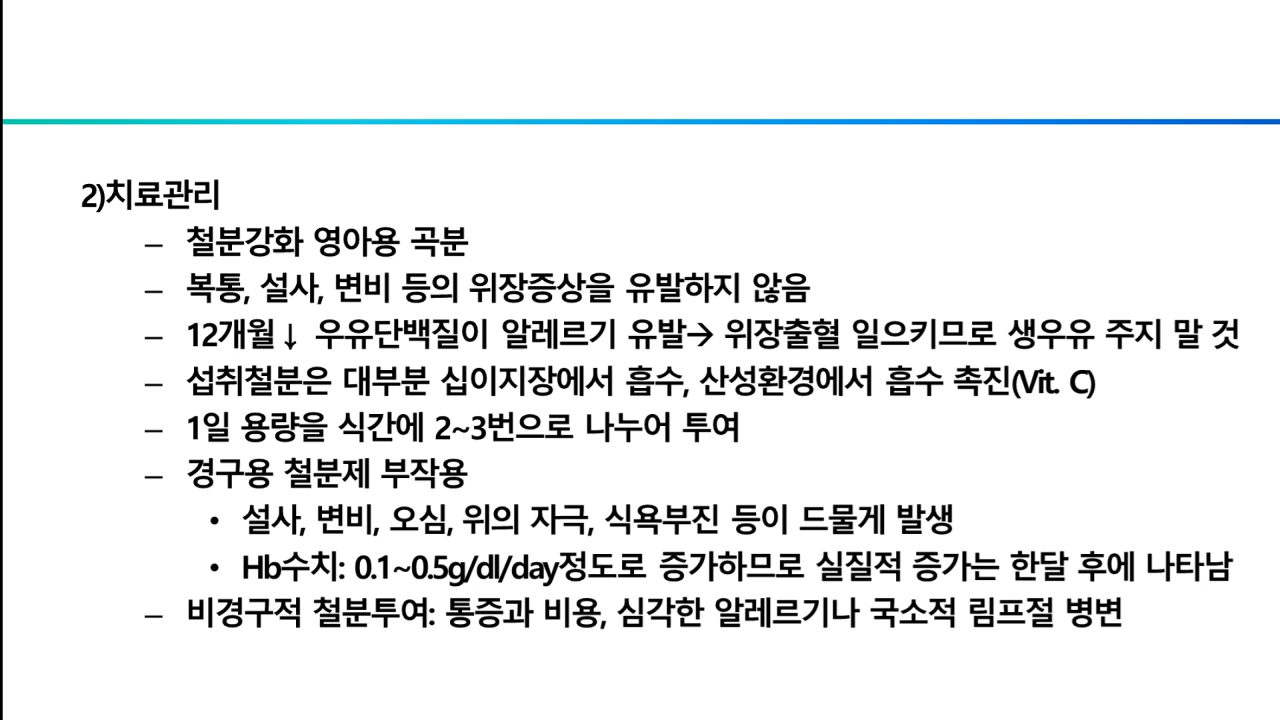 2)치료관리
– 철분강화 영아용 곡분
– 복통, 설사, 변비 등의 위장증상을 유발하지 않음
– 12개월↓ 우유단백질이 알레르기 유발→ 위장출혈 일으키므로 생우유 주지 말 것
– 섭취철분은 대부분 십이지장에서 흡수, 산성환경에서 흡수 촉진(Vit. C)
– 1일 용량을 식간에 2~3번으로 나누어 투여
– 경구용 철분제 부작용
• 설사, 변비, 오심, 위의 자극, 식욕부진 등이 드물게 발생
• Hb수치: 0.1~0.5g/dl/day정도로 증가하므로 실질적 증가는 한달 후에 나타남
– 비경구적 철분투여: 통증과 비용, 심각한 알레르기나 국소적 림프절 병변